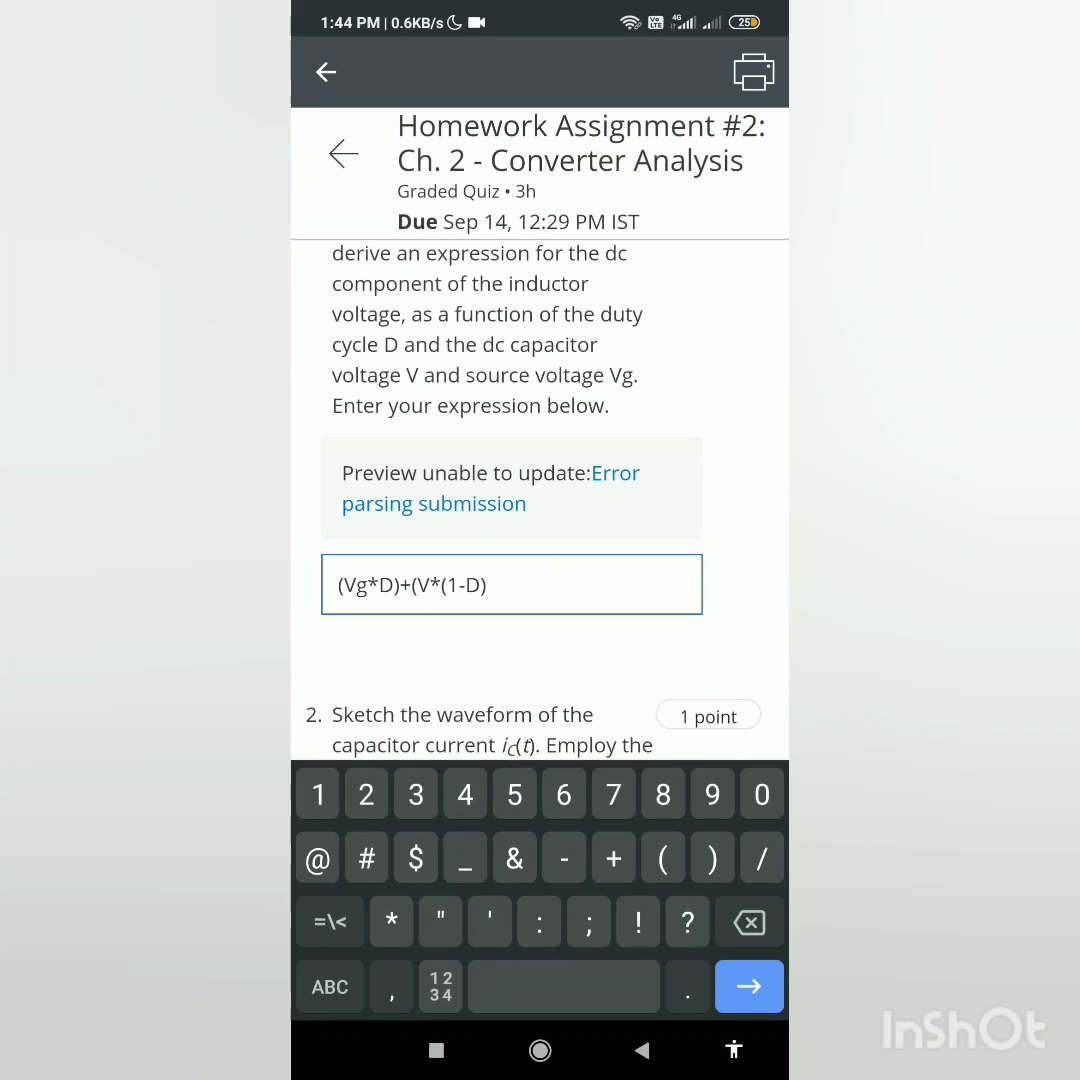 1:44 PM | 0.6KB/s Vo LTE 4G 25
Homework Assignment #2:
Ch. 2 - Converter Analysis
Graded Quiz • 3h
Due Sep 14, 12:29 PM IST
derive an expression for the dc
component of the inductor
voltage, as a function of the duty
cycle D and the dc capacitor
voltage V and source voltage Vg.
Enter your expression below.
Preview unable to update:Error
parsing submission
(Vg*D)+(V*(1-D)
2. Sketch the waveform of the 1 point
capacitor current iC(t). Employ the
1 2 3 4 5 6 7 8 9 0
@ # $ _ & - + ( ) /
=\< * " ' : ; ! ?
ABC , 12 34 .
InShOt